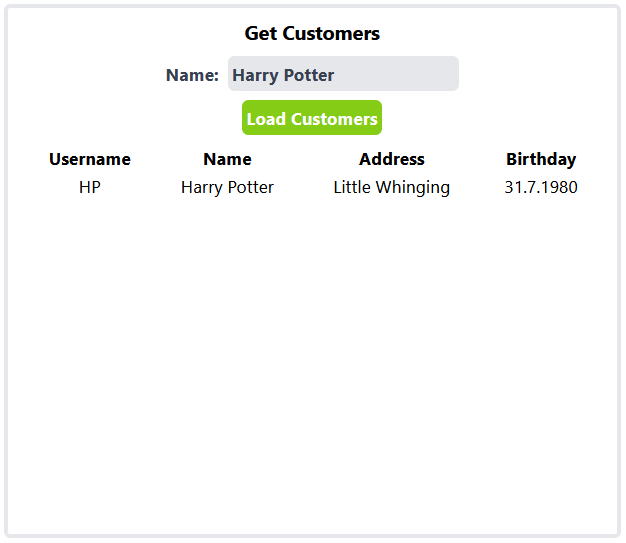 Get Customers
Name: Harry Potter
Load Customers
Username Name Address Birthday
HP Harry Potter Little Whinging 31.7.1980